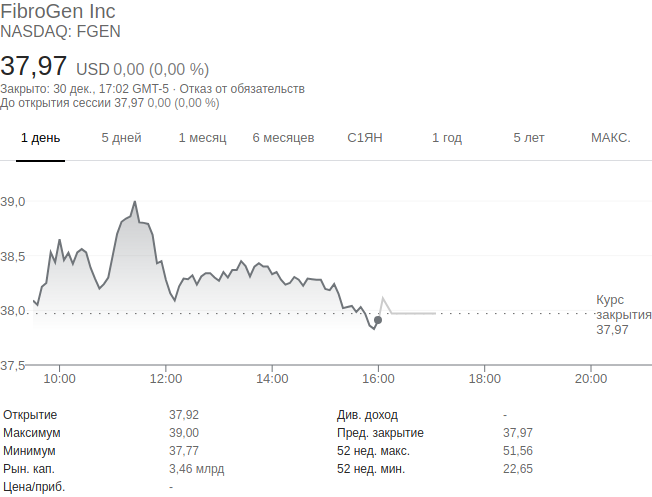 FibroGen Inc
NASDAQ: FGEN
37,97 USD 0,00 (0,00 %)
Закрыто: 30 дек., 17:02 GMT-5 · Отказ от обязательств
До открытия сессии 37,97 0,00 (0,00 %)
1 день 5 дней 1 месяц 6 месяцев С1ЯН 1 год 5 лет МАКС.
39,0
38,5
38,0
37,5
Курс
закрытия
37,97
10:00 12:00 14:00 16:00 18:00 20:00
Открытие 37,92 Див. доход -
Максимум 39,00 Пред. закрытие 37,97
Минимум 37,77 52 нед. макс. 51,56
Рын. кап. 3,46 млрд 52 нед. мин. 22,65
Цена/приб. -